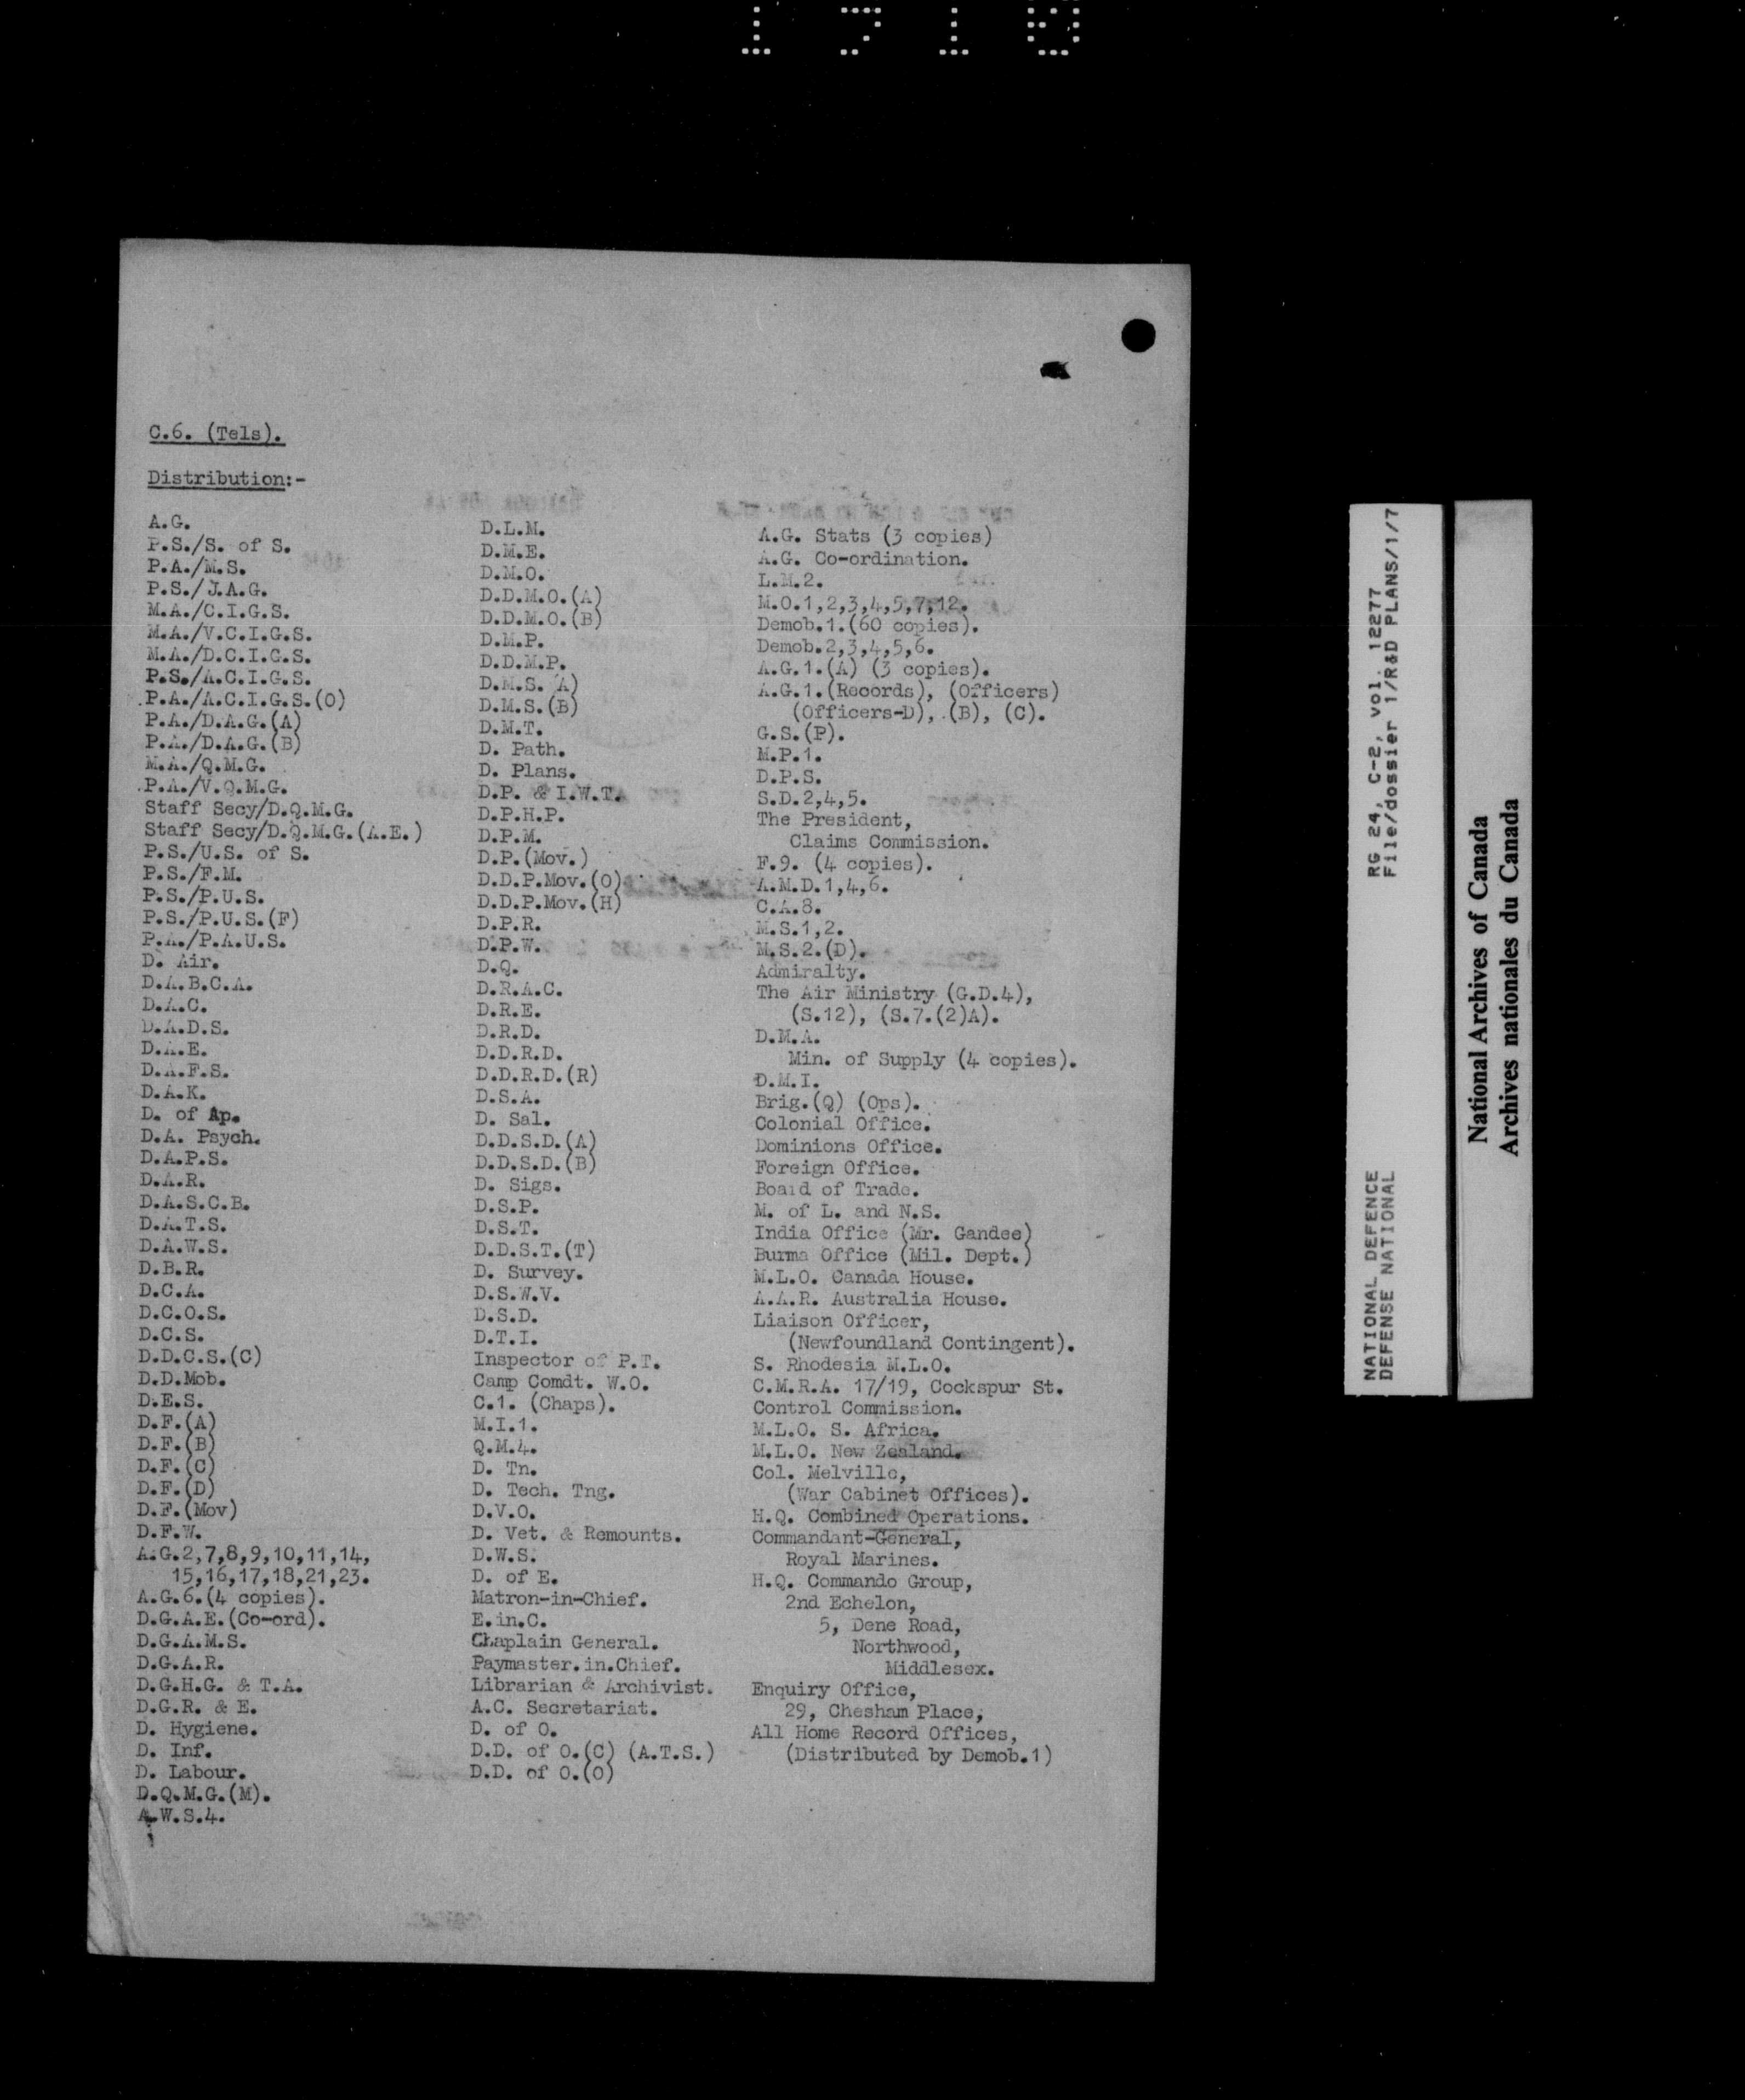 1510
C.6. (Tels).
Distribution:-
A.G.
P.S./S. of S.
P.A./M.S.
P.S./J.A.G.
M.A./C.I.G.S.
M.A./V.C.I.G.S.
M.A./D.C.I.G.S.
P.S./A.C.I.G.S.
P.A./A.C.I.G.S.(O)
P.A./D.A.G.(A)
P.A./D.A.G.(B)
M.A./Q.M.G.
P.A./V.Q.M.G.
Staff Secy/D.Q.M.G.
Staff Secy/D.Q.M.G.(A.E.)
P.S./U.S. of S.
P.S./F.M.
P.S./P.U.S.
P.S./P.U.S.(F)
P.A./P.A.U.S.
D. Air.
D.A.B.C.A.
D.A.C.
D.A.D.S.
D.A.E.
D.A.F.S.
D.A.K.
D. of Ap.
D.A. Psych.
D.A.P.S.
D.A.R.
D.A.S.C.B.
D.A.T.S.
D.A.W.S.
D.B.R.
D.C.A.
D.C.O.S.
D.C.S.
D.D.C.S.(C)
D.D.Mob.
D.E.S.
D.F.(A)
D.F.(B)
D.F.(C)
D.F.(D)
D.F.(Mov)
D.F.W.
A.G.2,7,8,9,10,11,14,
15,16,17,18,21,23.
A.G.6.(4 copies).
D.G.A.E.(Co-ord).
D.G.A.M.S.
D.G.A.R.
D.G.H.G. & T.A.
D.G.R. & E.
D. Hygiene.
D. Inf.
D. Labour.
D.Q.M.G.(M).
A.W.S.4.
D.L.M.
D.M.E.
D.M.O.
D.D.M.O.(A)
D.D.M.O.(B)
D.M.P.
D.D.M.P.
D.M.S.(A)
D.M.S.(B)
D.M.T.
D. Path.
D. Plans.
D.P. & I.W.T.
D.P.H.P.
D.P.M.
D.P.(Mov.)
D.D.P.Mov.(O)
D.D.P.Mov.(H)
D.P.R.
D.P.W.
D.Q.
D.R.A.C.
D.R.E.
D.R.D.
D.D.R.D.
D.D.R.D.(R)
D.S.A.
D. Sal.
D.D.S.D.(A)
D.D.S.D.(B)
D. Sigs.
D.S.P.
D.S.T.
D.D.S.T.(T)
D. Survey.
D.S.W.V.
D.S.D.
D.T.I.
Inspector of P.T.
Camp Comdt. W.O.
C.1. (Chaps).
M.I.1.
Q.M.4.
D. Tn.
D. Tech. Tng.
D.V.O.
D. Vet. & Remounts.
D.W.S.
D. of E.
Matron-in-Chief.
E.in.C.
Chaplain General.
Paymaster.in.Chief.
Librarian & Archivist.
A.C. Secretariat.
D. of O.
D.D. of O.(C) (A.T.S.)
D.D. of O.(O)
A.G. Stats (3 copies)
A.G. Co-ordination.
L.M.2.
M.O.1,2,3,4,5,7,12.
Demob.1.(60 copies).
Demob.2,3,4,5,6.
A.G.1.(A) (3 copies).
A.G.1.(Records), (Officers)
(Officers-D), (B), (C).
G.S.(P).
M.P.1.
D.P.S.
S.D.2,4,5.
The President,
Claims Commission.
F.9. (4 copies).
A.M.D.1,4,6.
C.A.8.
M.S.1,2.
M.S.2.(D).
Admiralty.
The Air Ministry (G.D.4),
(S.12), (S.7.(2)A).
D.M.A.
Min. of Supply (4 copies).
D.M.I.
Brig.(Q) (Ops).
Colonial Office.
Dominions Office.
Foreign Office.
Board of Trade.
M. of L. and N.S.
India Office (Mr. Gandee)
Burma Office (Mil. Dept.)
M.L.O. Canada House.
A.A.R. Australia House.
Liaison Officer,
(Newfoundland Contingent).
S. Rhodesia M.L.O.
C.M.R.A. 17/19, Cockspur St.
Control Commission.
M.L.O. S. Africa.
M.L.O. New Zealand.
Col. Melville,
(War Cabinet Offices).
H.Q. Combined Operations.
Commandant-General,
Royal Marines.
H.Q. Commando Group,
2nd Echelon,
5, Dene Road,
Northwood,
Middlesex.
Enquiry Office,
29, Chesham Place,
All Home Record Offices,
(Distributed by Demob.1)
NATIONAL DEFENCE RG 24, C-2, vol. 12277
DEFENSE NATIONAL File/dossier 1/R&D PLANS/1/7
National Archives of Canada
Archives nationales du Canada